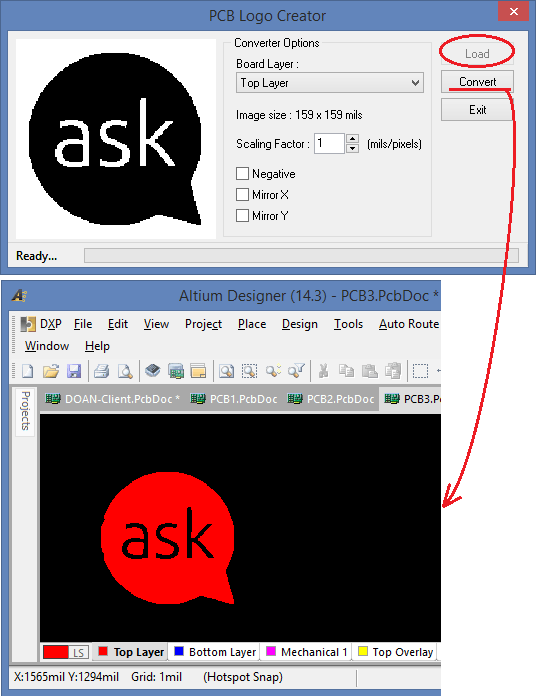 PCB Logo Creator
ask
Converter Options
Board Layer :
Top Layer
Image size : 159 x 159 mils
Scaling Factor : 1 (mils/pixels)
Negative
Mirror X
Mirror Y
Load
Convert
Exit
Ready...
Altium Designer (14.3) - PCB3.PcbDoc *
DXP File Edit View Project Place Design Tools Auto Route
Window Help
Projects
DOAN-Client.PcbDoc * PCB1.PcbDoc PCB2.PcbDoc PCB3.P
ask
LS Top Layer Bottom Layer Mechanical 1 Top Overlay
X:1565mil Y:1294mil Grid: 1mil (Hotspot Snap)